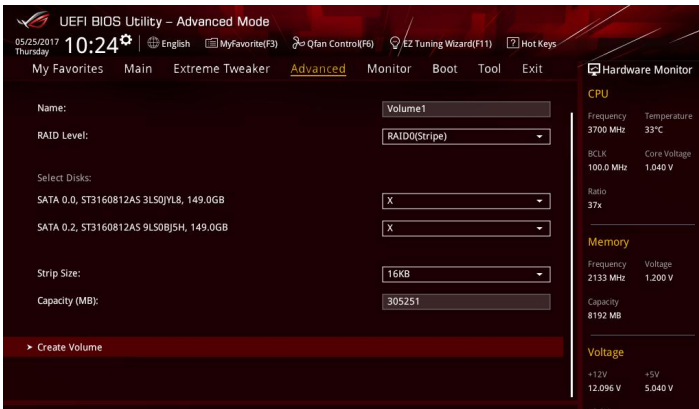 UEFI BIOS Utility – Advanced Mode
05/25/2017 Thursday 10:24 English MyFavorite(F3) Qfan Control(F6) EZ Tuning Wizard(F11) ? Hot Keys
My Favorites Main Extreme Tweaker Advanced Monitor Boot Tool Exit
Name: Volume1
RAID Level: RAID0(Stripe)
Select Disks:
SATA 0.0, ST3160812AS 3LS0JYL8, 149.0GB X
SATA 0.2, ST3160812AS 9LS0BJ5H, 149.0GB X
Strip Size: 16KB
Capacity (MB): 305251
> Create Volume
Hardware Monitor
CPU
Frequency Temperature
3700 MHz 33°C
BCLK Core Voltage
100.0 MHz 1.040 V
Ratio
37x
Memory
Frequency Voltage
2133 MHz 1.200 V
Capacity
8192 MB
Voltage
+12V +5V
12.096 V 5.040 V